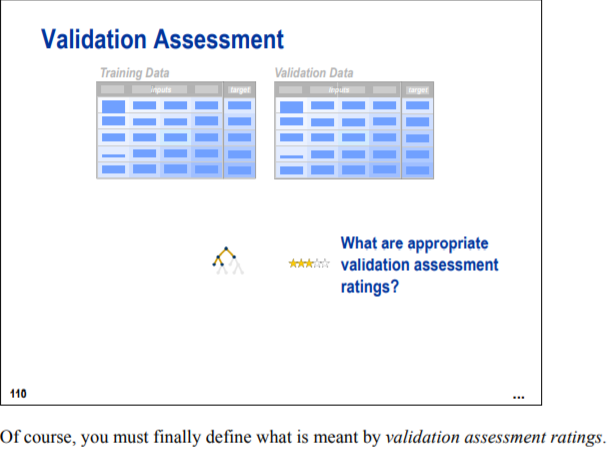 Validation Assessment
Training Data
Validation Data
inputs
target
inputs
target
What are appropriate
validation assessment
ratings?
110
...
Of course, you must finally define what is meant by validation assessment ratings.